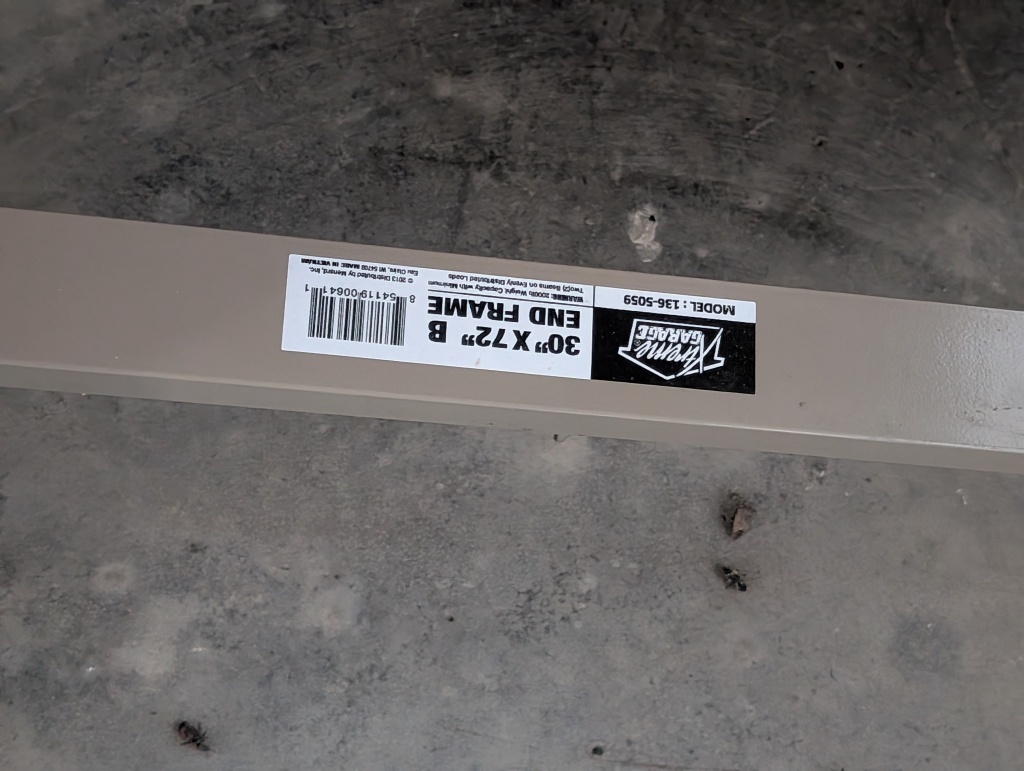 Xtreme
GARAGE®
MODEL : 136-5059
30” X 72” B
END FRAME
WARNING: 2000lb Weight Capacity with Minimum
Two(2) Beams on Evenly Distributed Loads
8 54119 00641 1
© 2013 Distributed by Menard, Inc.
Eau Claire, WI 54703 MADE IN VIETNAM